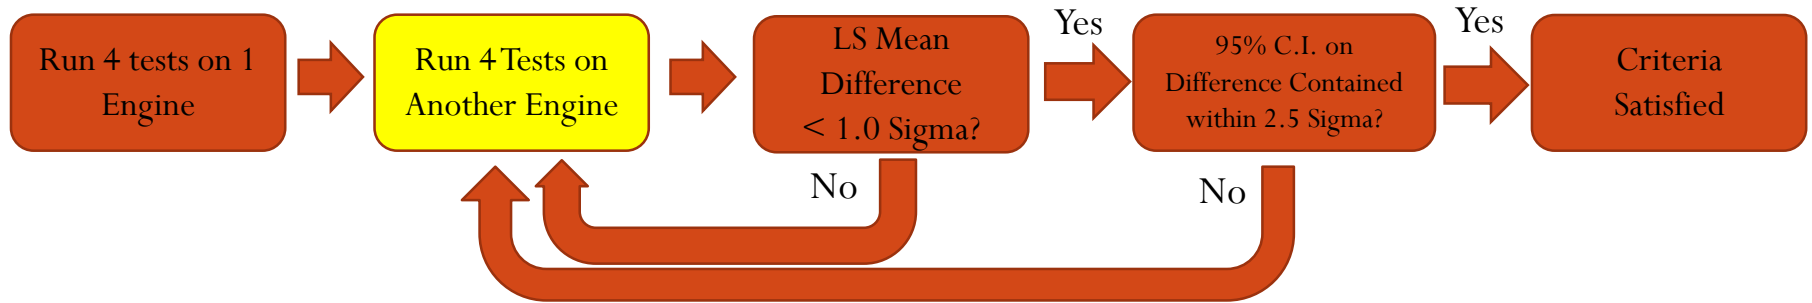 Run 4 tests on 1
Engine
Run 4 Tests on
Another Engine
LS Mean
Difference
< 1.0 Sigma?
Yes
No
95% C.I. on
Difference Contained
within 2.5 Sigma?
Yes
No
Criteria
Satisfied